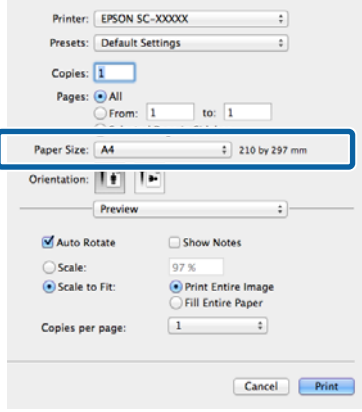 Printer: EPSON SC-XXXXX
Presets: Default Settings
Copies: 1
Pages: All
From: 1 to: 1
Paper Size: A4 210 by 297 mm
Orientation:
Preview
Auto Rotate Show Notes
Scale: 97 %
Scale to Fit: Print Entire Image
Fill Entire Paper
Copies per page: 1
Cancel Print